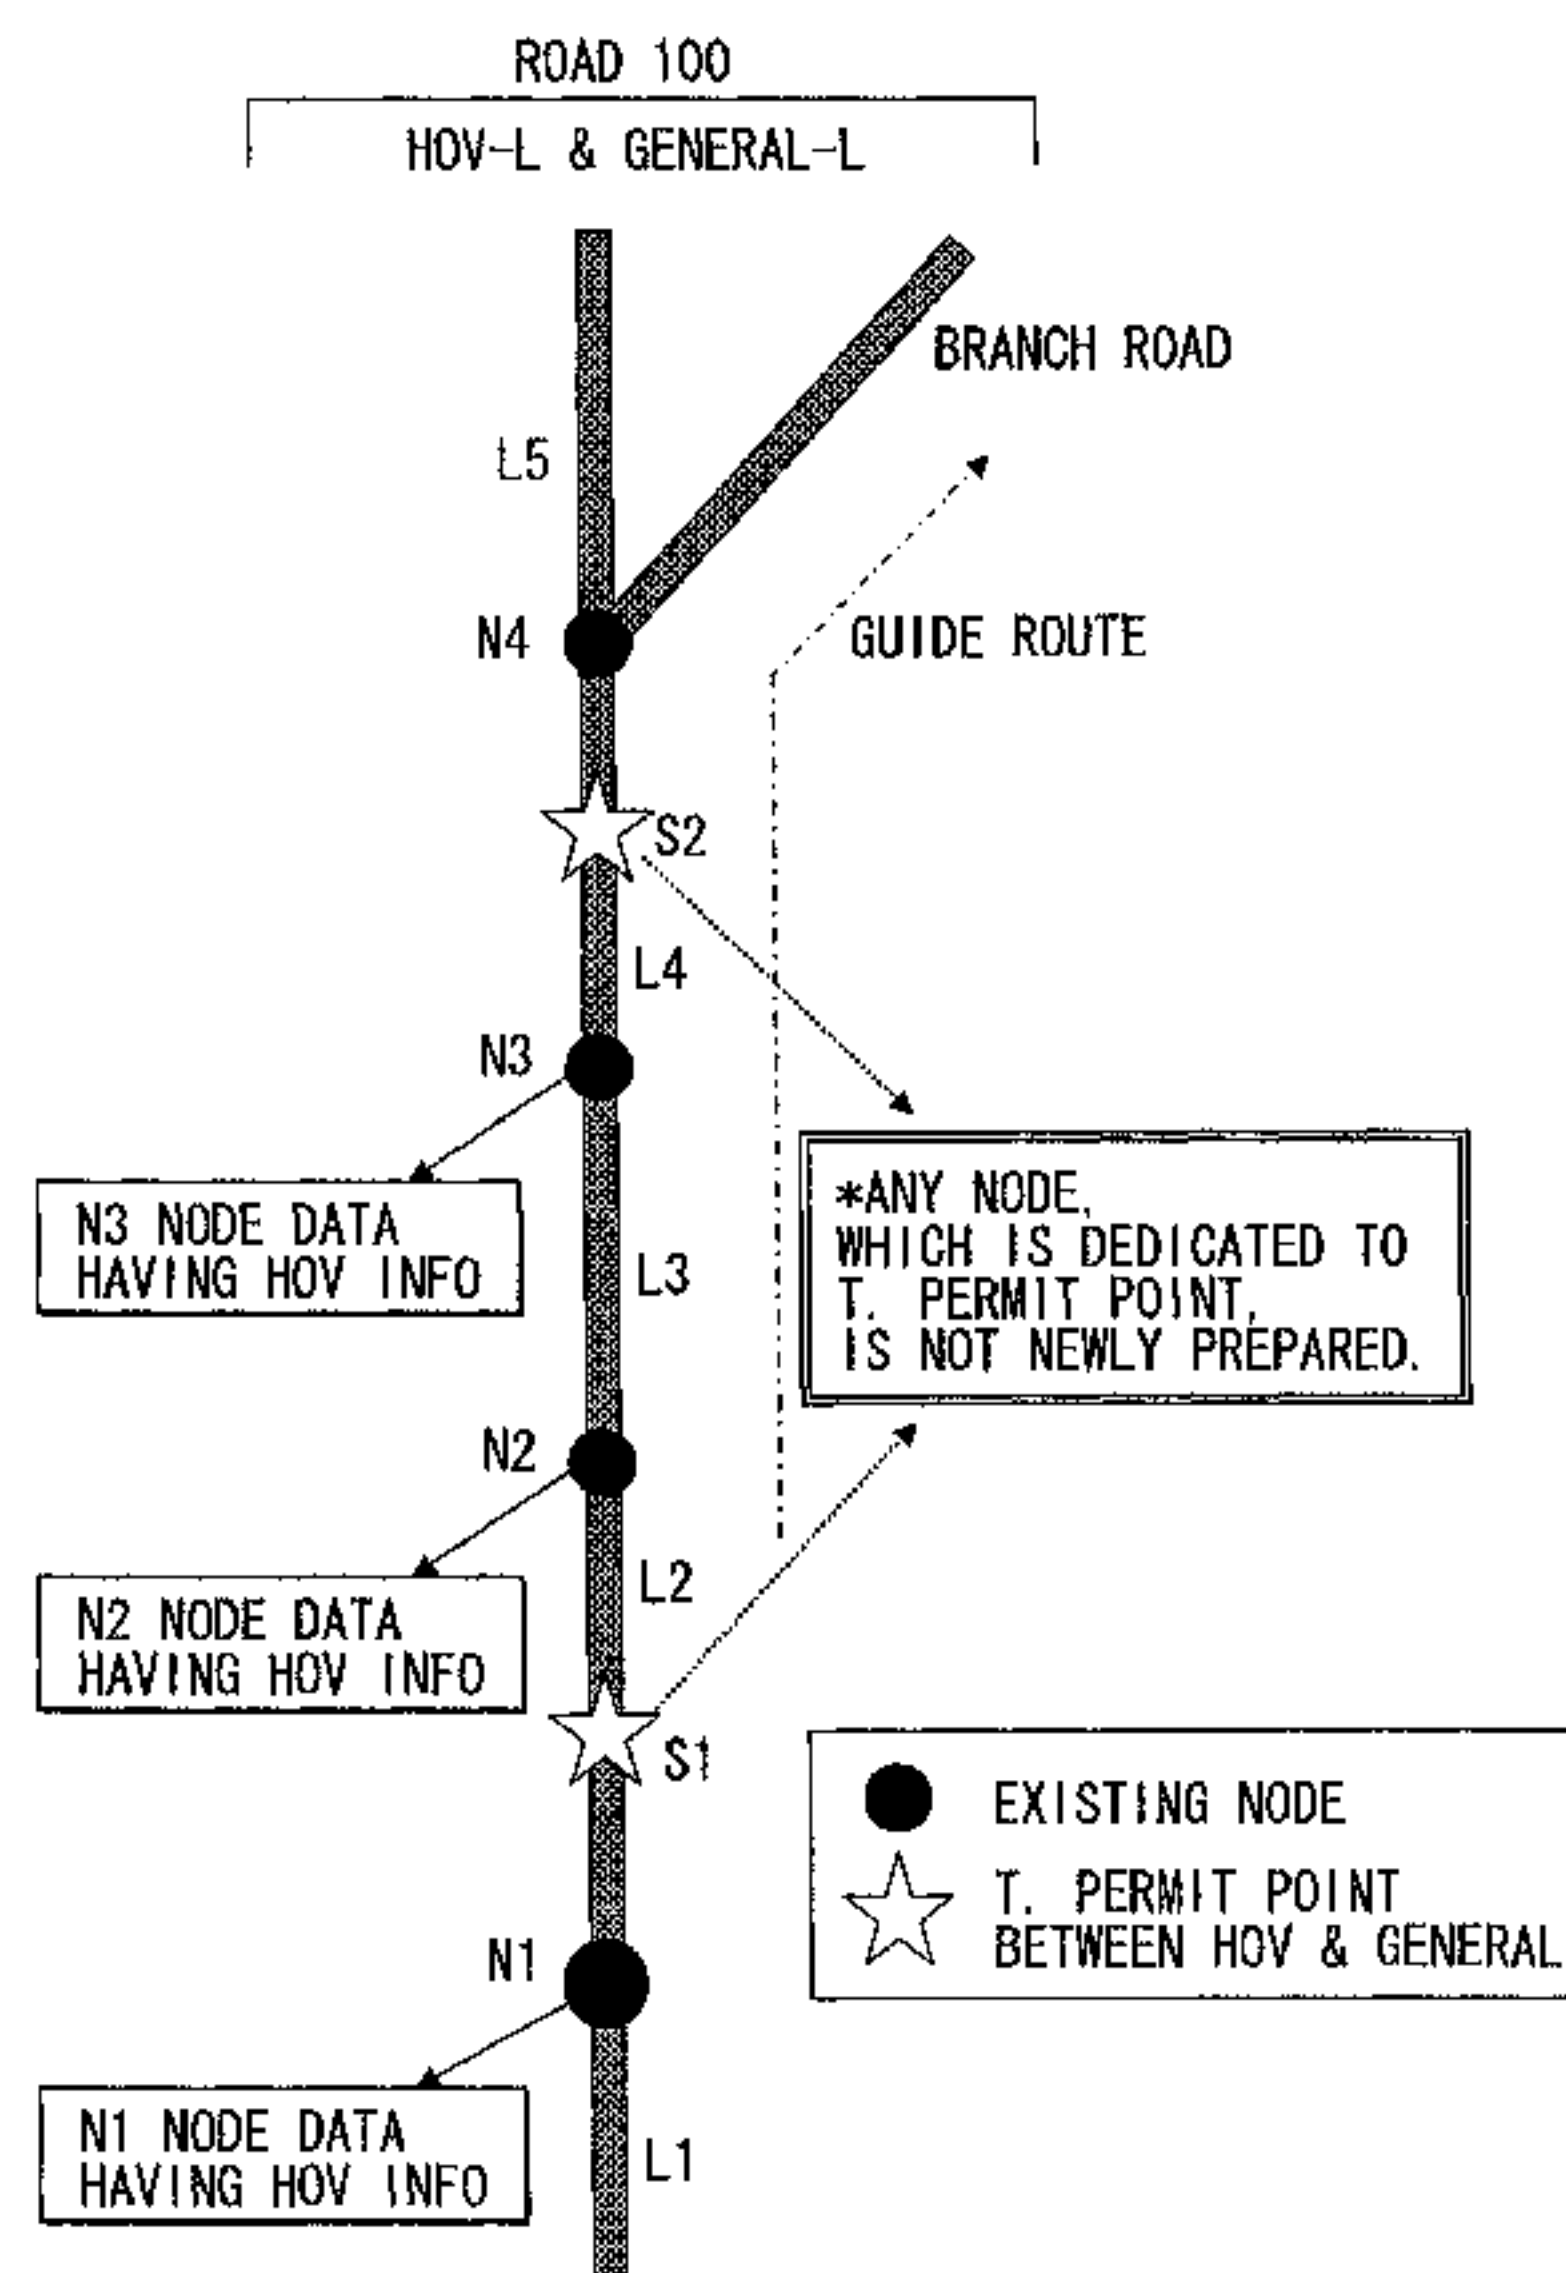 ROAD 100
HOV-L & GENERAL-L
BRANCH ROAD
L5
N4
GUIDE ROUTE
S2
L4
N3
N3 NODE DATA
HAVING HOV INFO
*ANY NODE,
WHICH IS DEDICATED TO
T. PERMIT POINT,
IS NOT NEWLY PREPARED.
L3
N2
L2
N2 NODE DATA
HAVING HOV INFO
S1
EXISTING NODE
T. PERMIT POINT
BETWEEN HOV & GENERAL
N1
N1 NODE DATA
HAVING HOV INFO
L1